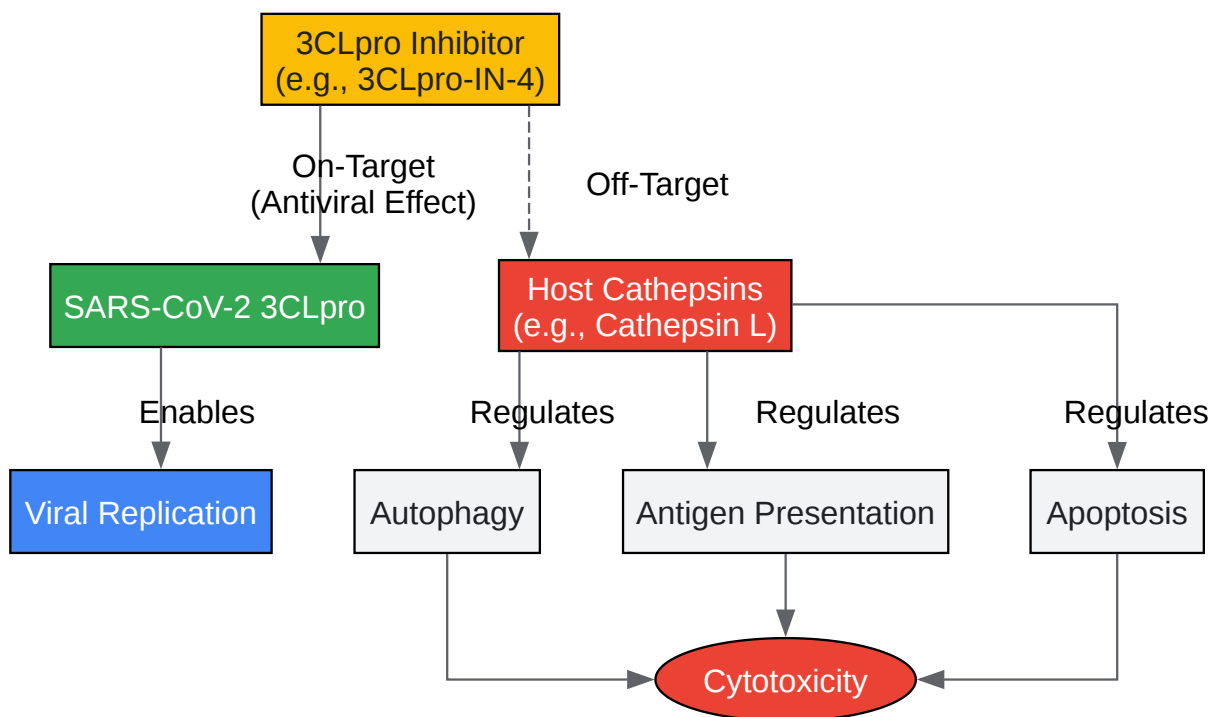 3CLpro Inhibitor
(e.g., 3CLpro-IN-4)
On-Target
(Antiviral Effect)
Off-Target
SARS-CoV-2 3CLpro
Host Cathepsins
(e.g., Cathepsin L)
Enables
Regulates
Regulates
Regulates
Viral Replication
Autophagy
Antigen Presentation
Apoptosis
Cytotoxicity